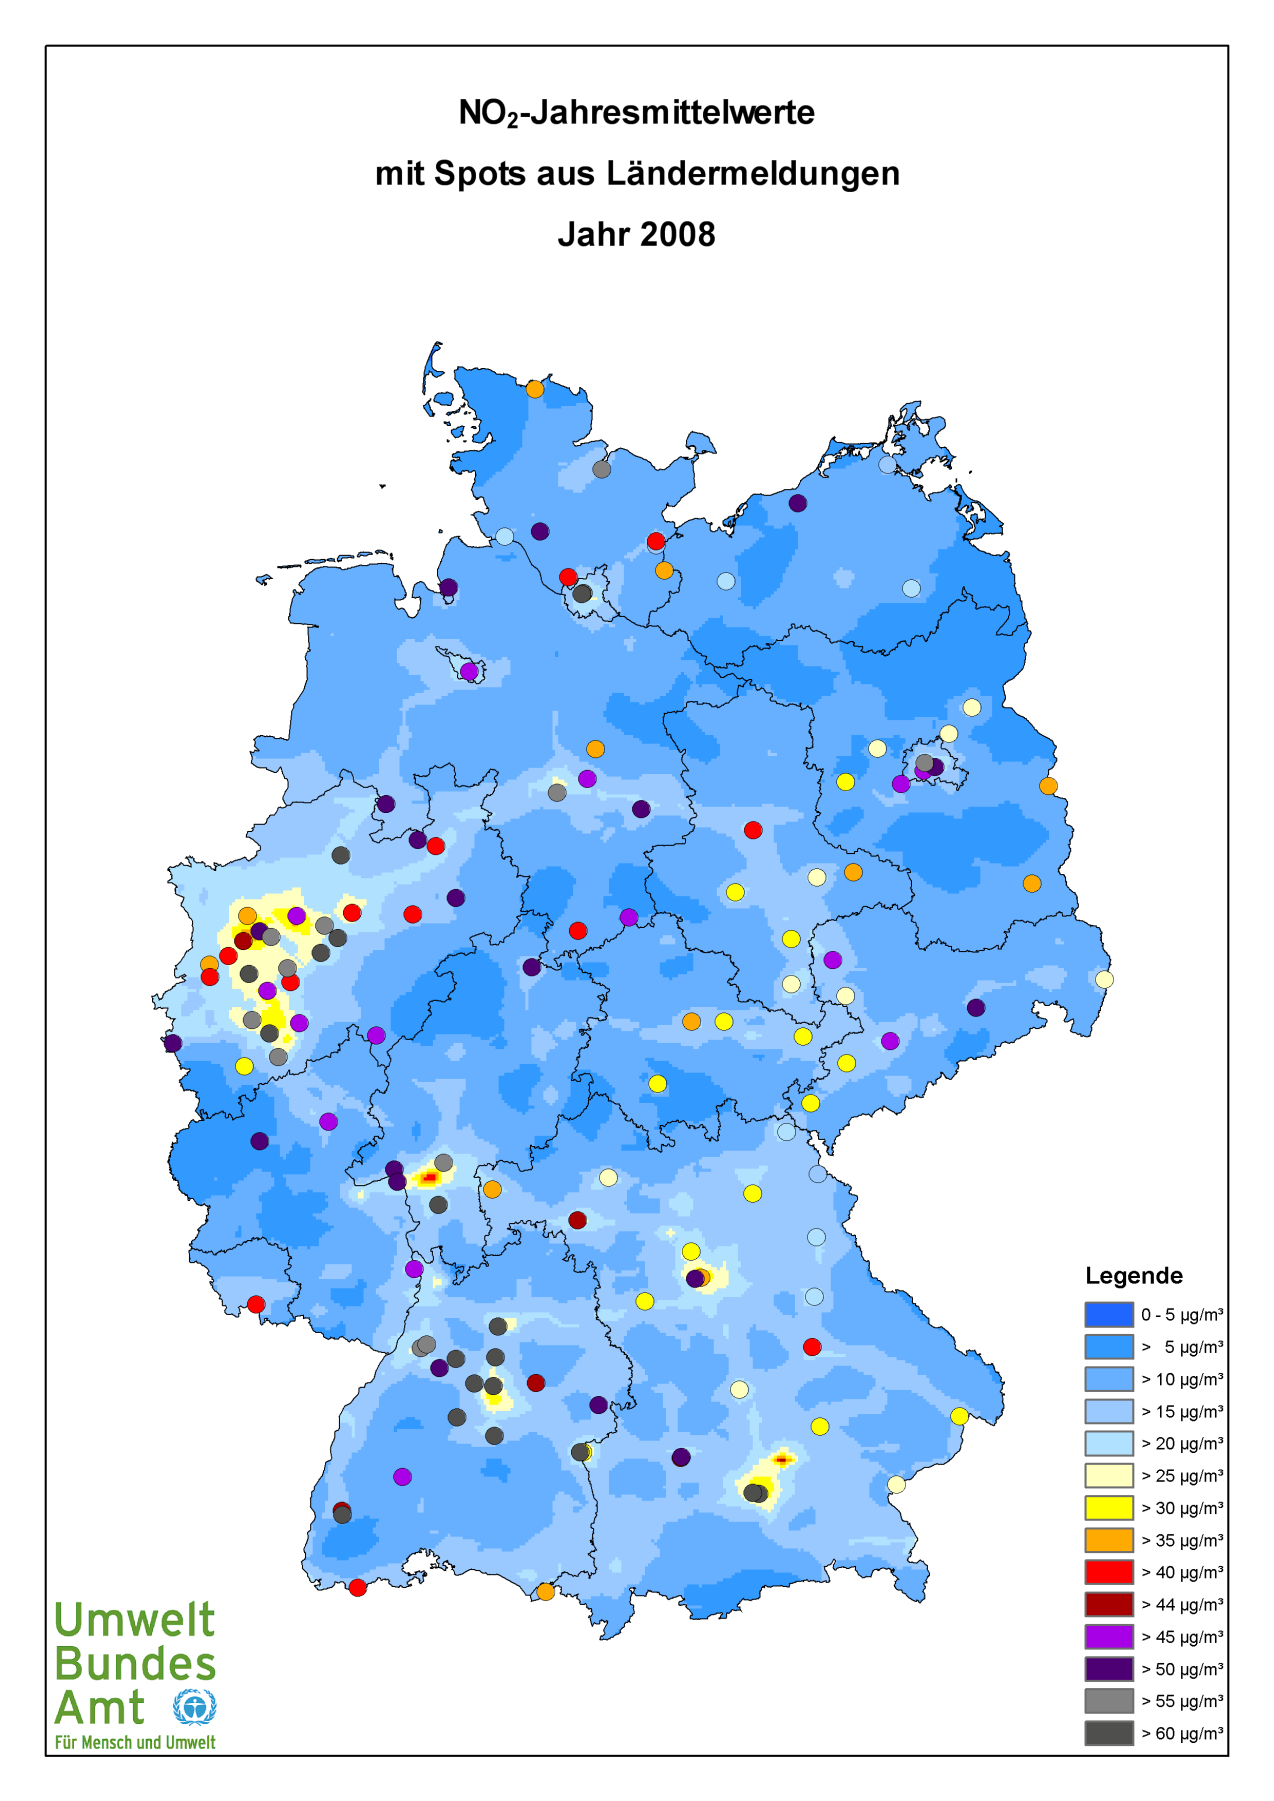 NO₂-Jahresmittelwerte
mit Spots aus Ländermeldungen
Jahr 2008
Legende
0 - 5 µg/m³
> 5 µg/m³
> 10 µg/m³
> 15 µg/m³
> 20 µg/m³
> 25 µg/m³
> 30 µg/m³
> 35 µg/m³
> 40 µg/m³
> 44 µg/m³
> 45 µg/m³
> 50 µg/m³
> 55 µg/m³
> 60 µg/m³
Umwelt
Bundes
Amt
Für Mensch und Umwelt